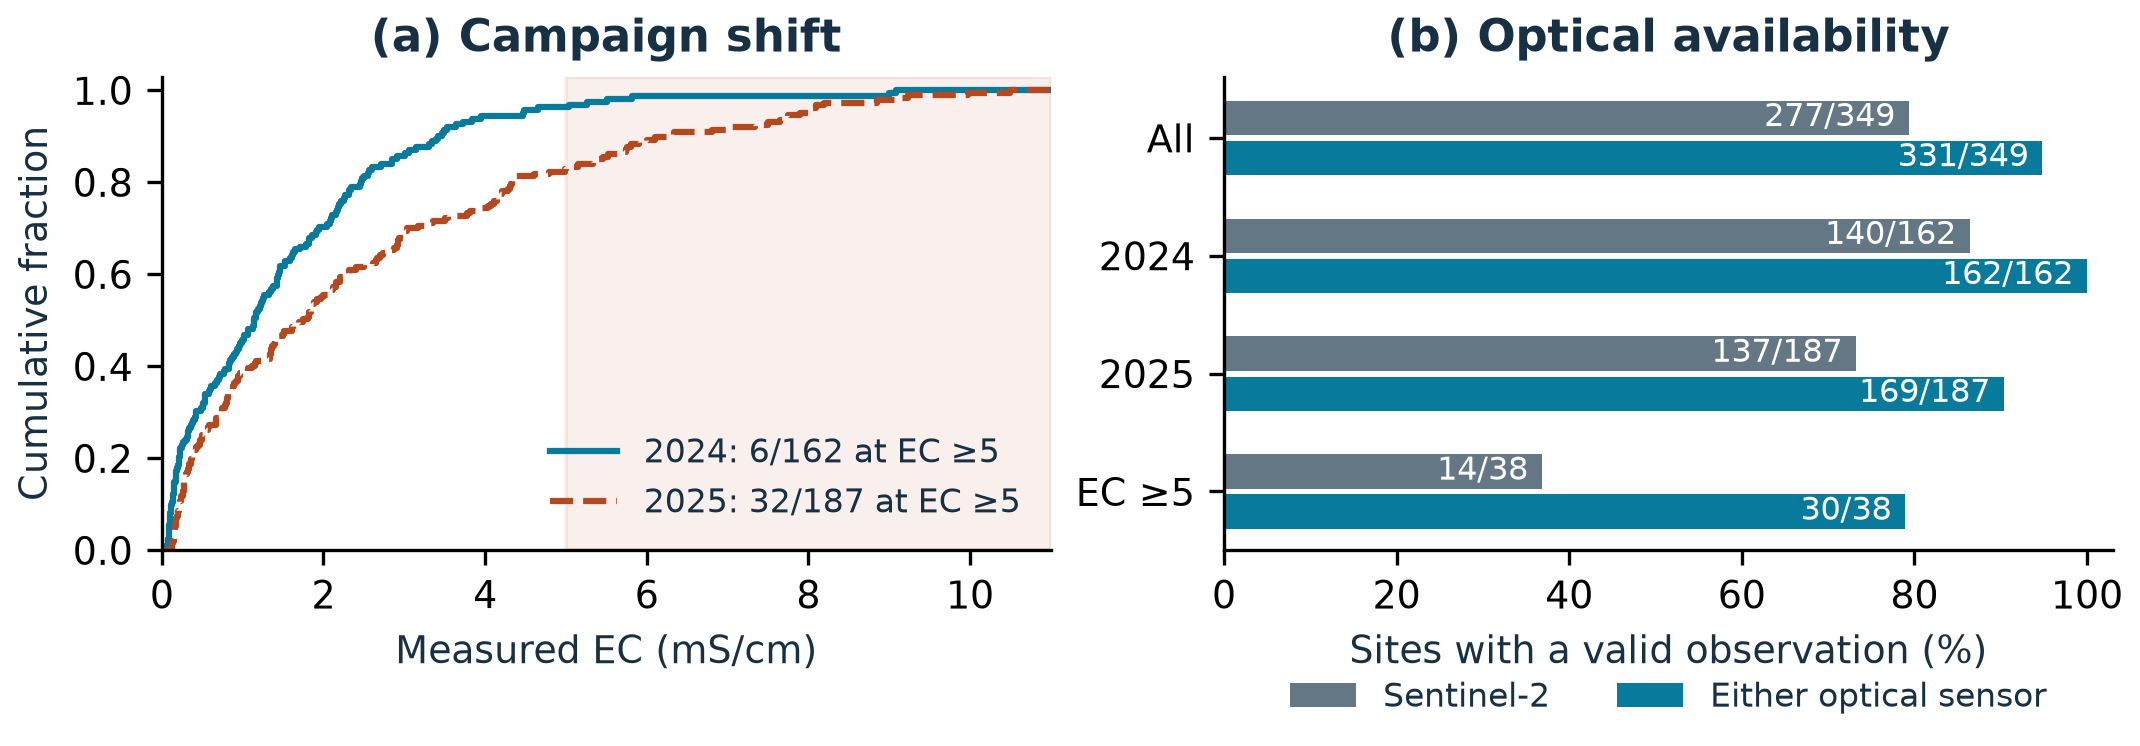 (a) Campaign shift
Cumulative fraction
1.0
0.8
0.6
0.4
0.2
0.0
0 2 4 6 8 10
Measured EC (mS/cm)
2024: 6/162 at EC ≥5
2025: 32/187 at EC ≥5
(b) Optical availability
All
277/349
331/349
2024
140/162
162/162
2025
137/187
169/187
EC ≥5
14/38
30/38
0 20 40 60 80 100
Sites with a valid observation (%)
Sentinel-2 Either optical sensor